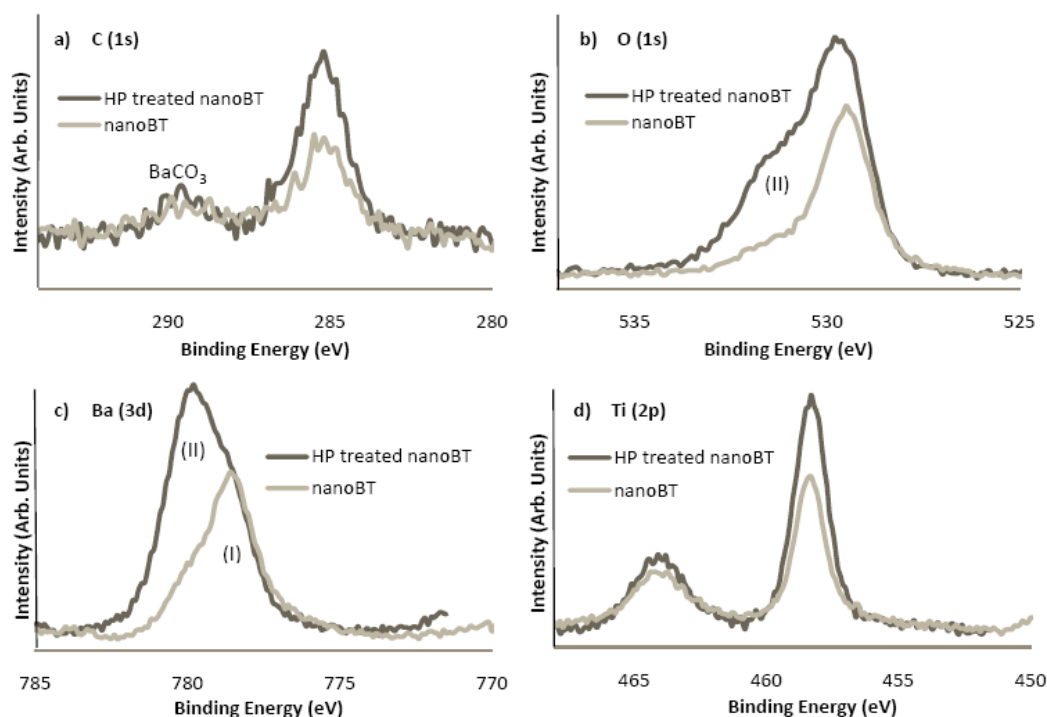 a) C (1s)
HP treated nanoBT
nanoBT
BaCO3
Intensity (Arb. Units)
290 285 280
Binding Energy (eV)
b) O (1s)
HP treated nanoBT
nanoBT
(II)
Intensity (Arb. Units)
535 530 525
Binding Energy (eV)
c) Ba (3d)
(II)
HP treated nanoBT
nanoBT
(I)
Intensity (Arb. Units)
785 780 775 770
Binding Energy (eV)
d) Ti (2p)
HP treated nanoBT
nanoBT
Intensity (Arb. Units)
465 460 455 450
Binding Energy (eV)